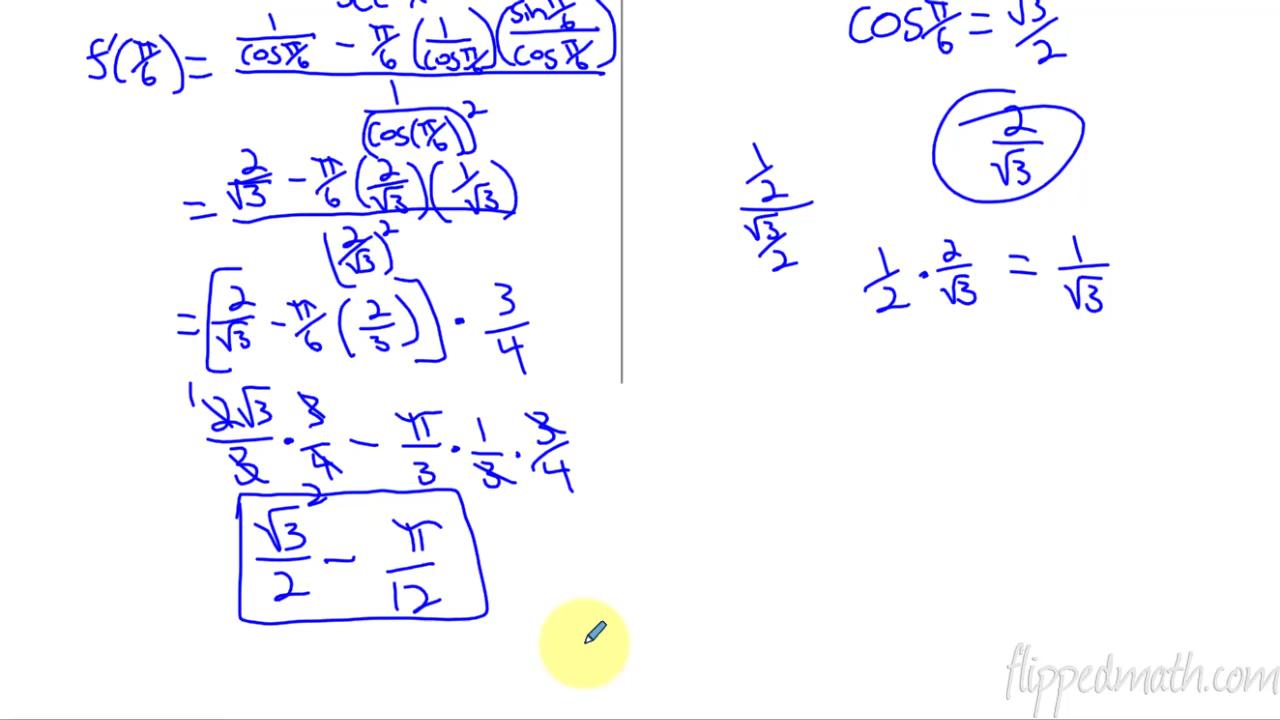 f'(π/6) = (1/cos π/6 − π/6 (1/cos π/6)(sin π/6 / cos π/6)) / (1/cos(π/6))²
= (2/√3 − π/6 (2/√3)(1/√3)) / (2/√3)²
= [2/√3 − π/6 (2/3)] · 3/4
1 2√3/3 · 3/4 − π/3 · 1/3 · 3/4
2
√3/2 − π/12
cos π/6 = √3/2
2/√3
(1/2)/(√3/2)
1/2 · 2/√3 = 1/√3
flippedmath.com